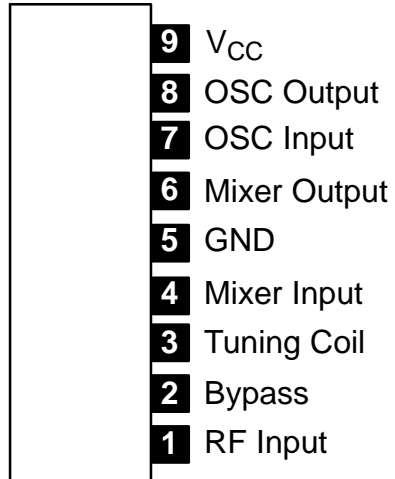 9 VCC
8 OSC Output
7 OSC Input
6 Mixer Output
5 GND
4 Mixer Input
3 Tuning Coil
2 Bypass
1 RF Input